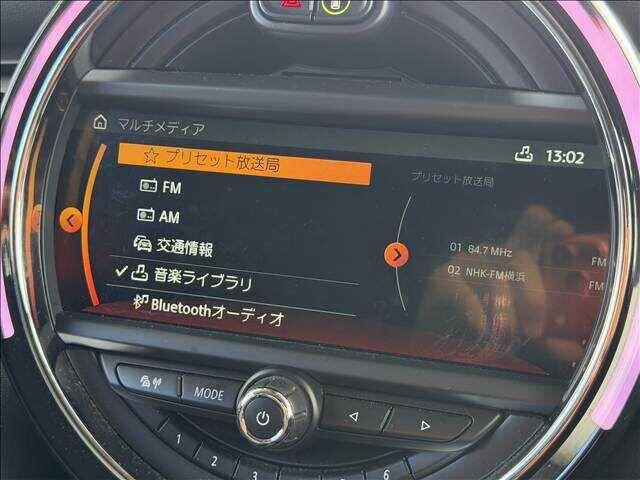 マルチメディア
13:02
プリセット放送局
FM
AM
交通情報
音楽ライブラリ
Bluetoothオーディオ
プリセット放送局
01 84.7 MHz FM
02 NHK-FM横浜 FM
MODE
1
2
3
4
5
6